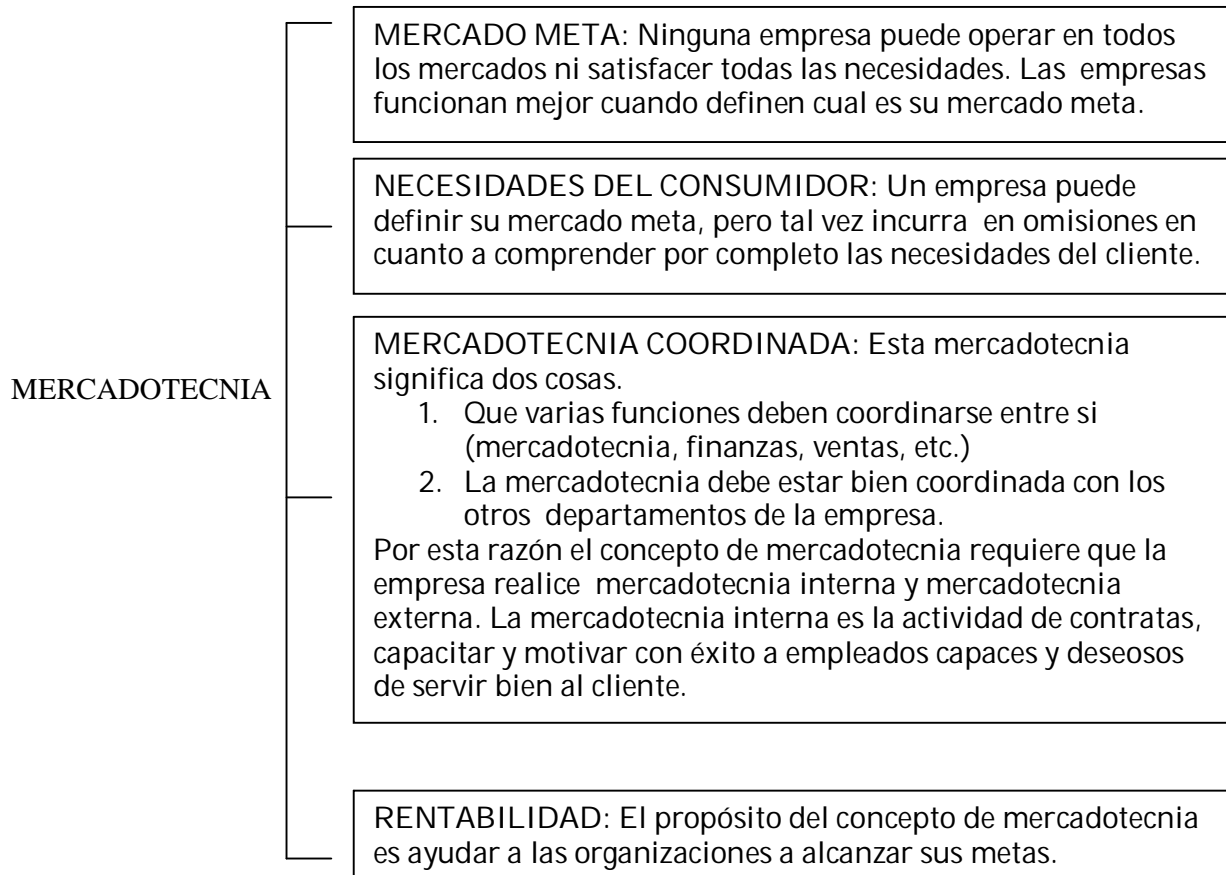 MERCADO META: Ninguna empresa puede operar en todos
los mercados ni satisfacer todas las necesidades. Las empresas
funcionan mejor cuando definen cual es su mercado meta.
NECESIDADES DEL CONSUMIDOR: Un empresa puede
definir su mercado meta, pero tal vez incurra en omisiones en
cuanto a comprender por completo las necesidades del cliente.
MERCADOTECNIA
MERCADOTECNIA COORDINADA: Esta mercadotecnia
significa dos cosas.
1. Que varias funciones deben coordinarse entre si
(mercadotecnia, finanzas, ventas, etc.)
2. La mercadotecnia debe estar bien coordinada con los
otros departamentos de la empresa.
Por esta razón el concepto de mercadotecnia requiere que la
empresa realice mercadotecnia interna y mercadotecnia
externa. La mercadotecnia interna es la actividad de contratas,
capacitar y motivar con éxito a empleados capaces y deseosos
de servir bien al cliente.
RENTABILIDAD: El propósito del concepto de mercadotecnia
es ayudar a las organizaciones a alcanzar sus metas.